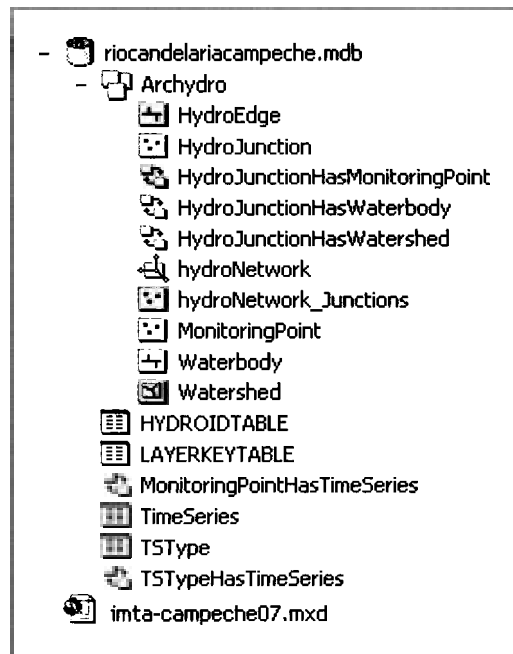 riocandelariacampeche.mdb
Archydro
HydroEdge
HydroJunction
HydroJunctionHasMonitoringPoint
HydroJunctionHasWaterbody
HydroJunctionHasWatershed
hydroNetwork
hydroNetwork_Junctions
MonitoringPoint
Waterbody
Watershed
HYDROIDTABLE
LAYERKEYTABLE
MonitoringPointHasTimeSeries
TimeSeries
TSType
TSTypeHasTimeSeries
imta-campeche07.mxd